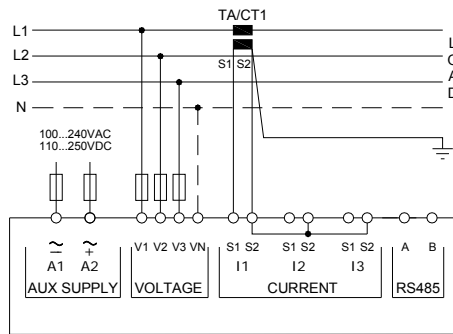 TA/CT1
L1
L2
L3
N
S1 S2
L
O
A
D
100...240VAC
110...250VDC
V1 V2 V3 VN S1 S2 S1 S2 S1 S2 A B
A1 A2 I1 I2 I3
AUX SUPPLY VOLTAGE CURRENT RS485